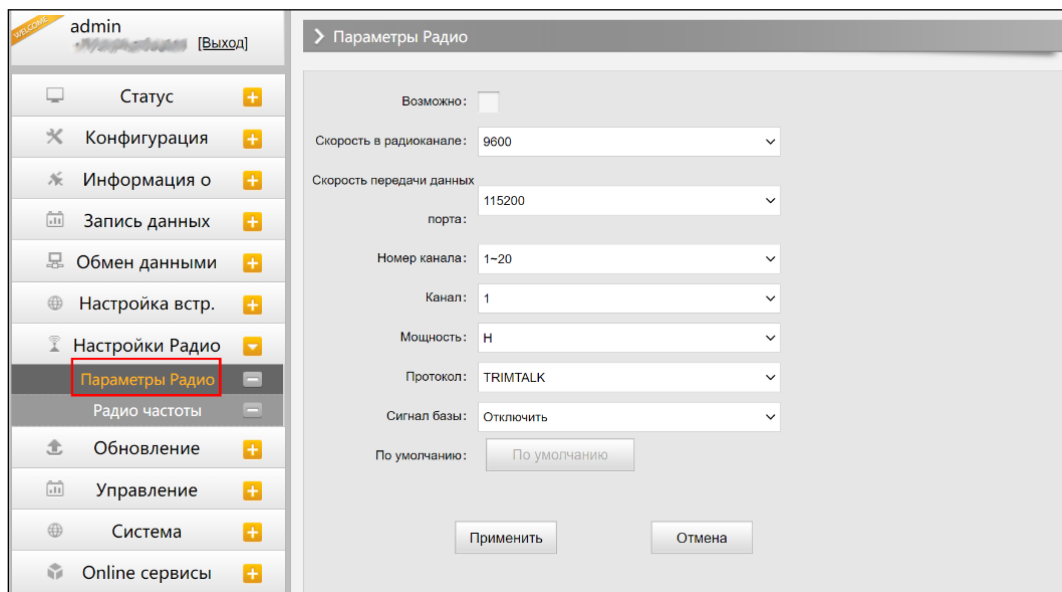 WELCOME
admin
[Выход]
Статус
Конфигурация
Информация о
Запись данных
Обмен данными
Настройка встр.
Настройки Радио
Параметры Радио
Радио частоты
Обновление
Управление
Система
Online сервисы
Параметры Радио
Возможно:
Скорость в радиоканале: 9600
Скорость передачи данных
порта: 115200
Номер канала: 1~20
Канал: 1
Мощность: H
Протокол: TRIMTALK
Сигнал базы: Отключить
По умолчанию: По умолчанию
Применить Отмена